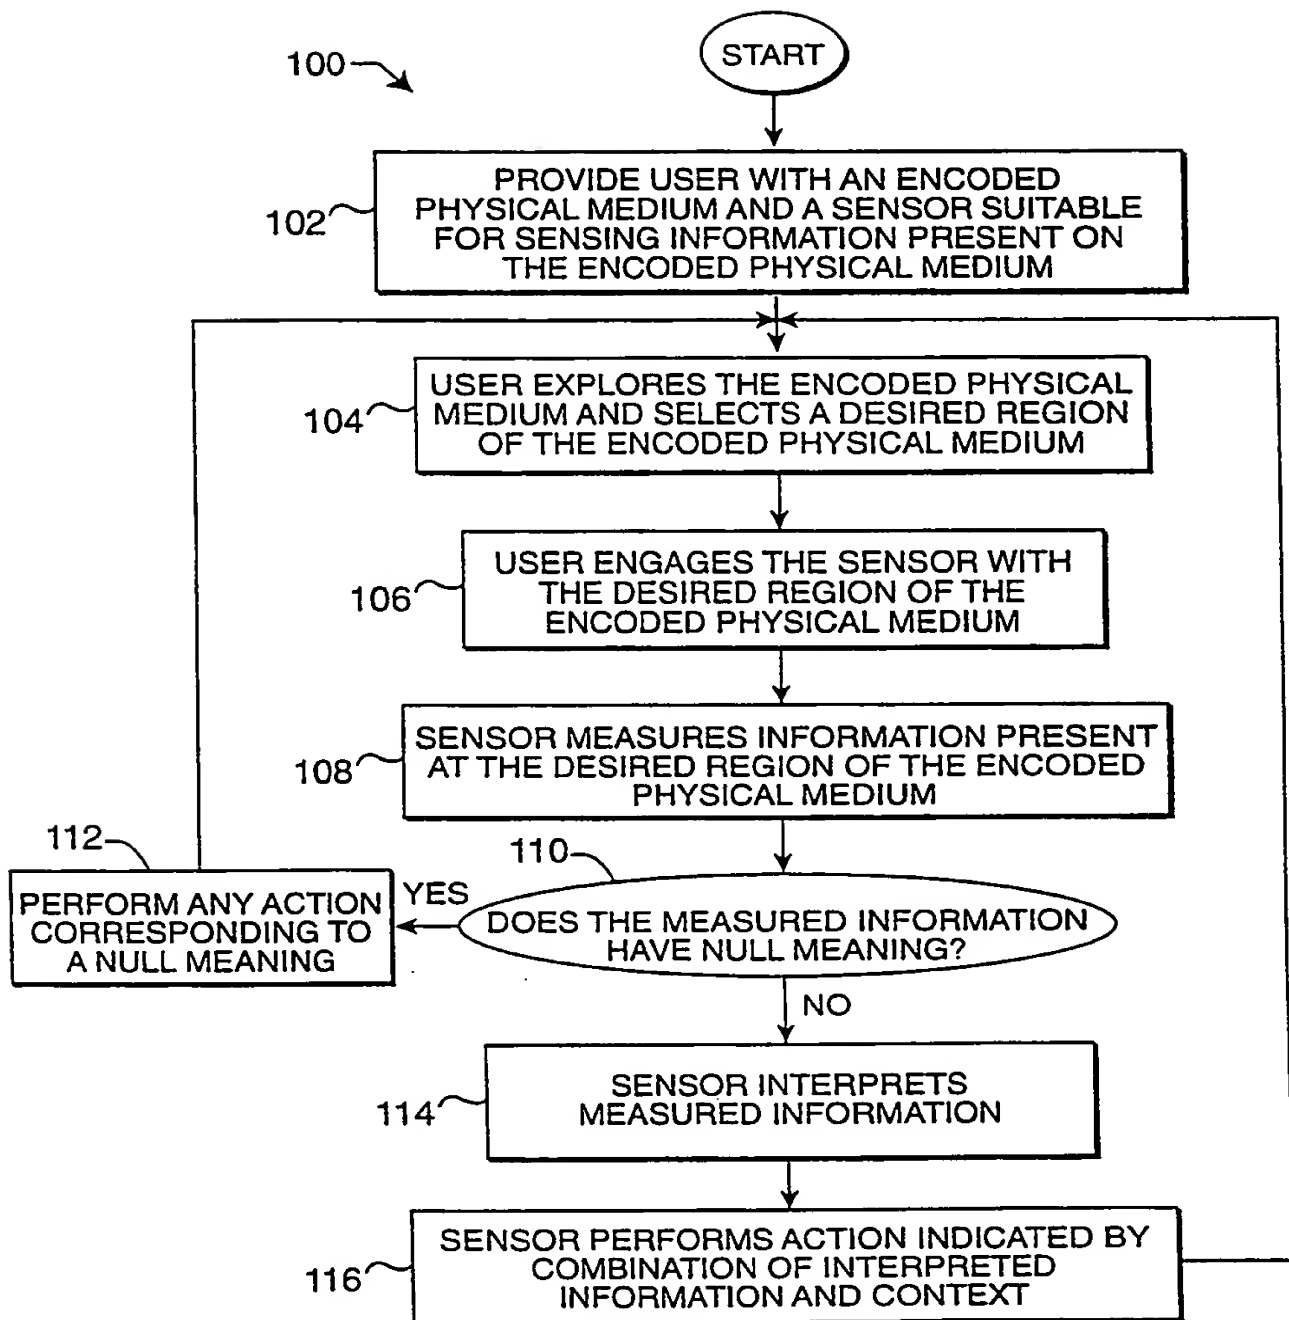 START
100
PROVIDE USER WITH AN ENCODED
PHYSICAL MEDIUM AND A SENSOR SUITABLE
FOR SENSING INFORMATION PRESENT ON
THE ENCODED PHYSICAL MEDIUM
102
USER EXPLORES THE ENCODED PHYSICAL
MEDIUM AND SELECTS A DESIRED REGION
OF THE ENCODED PHYSICAL MEDIUM
104
USER ENGAGES THE SENSOR WITH
THE DESIRED REGION OF THE
ENCODED PHYSICAL MEDIUM
106
SENSOR MEASURES INFORMATION PRESENT
AT THE DESIRED REGION OF THE ENCODED
PHYSICAL MEDIUM
108
112
110
PERFORM ANY ACTION
CORRESPONDING TO
A NULL MEANING
YES
DOES THE MEASURED INFORMATION
HAVE NULL MEANING?
NO
SENSOR INTERPRETS
MEASURED INFORMATION
114
SENSOR PERFORMS ACTION INDICATED BY
COMBINATION OF INTERPRETED
INFORMATION AND CONTEXT
116